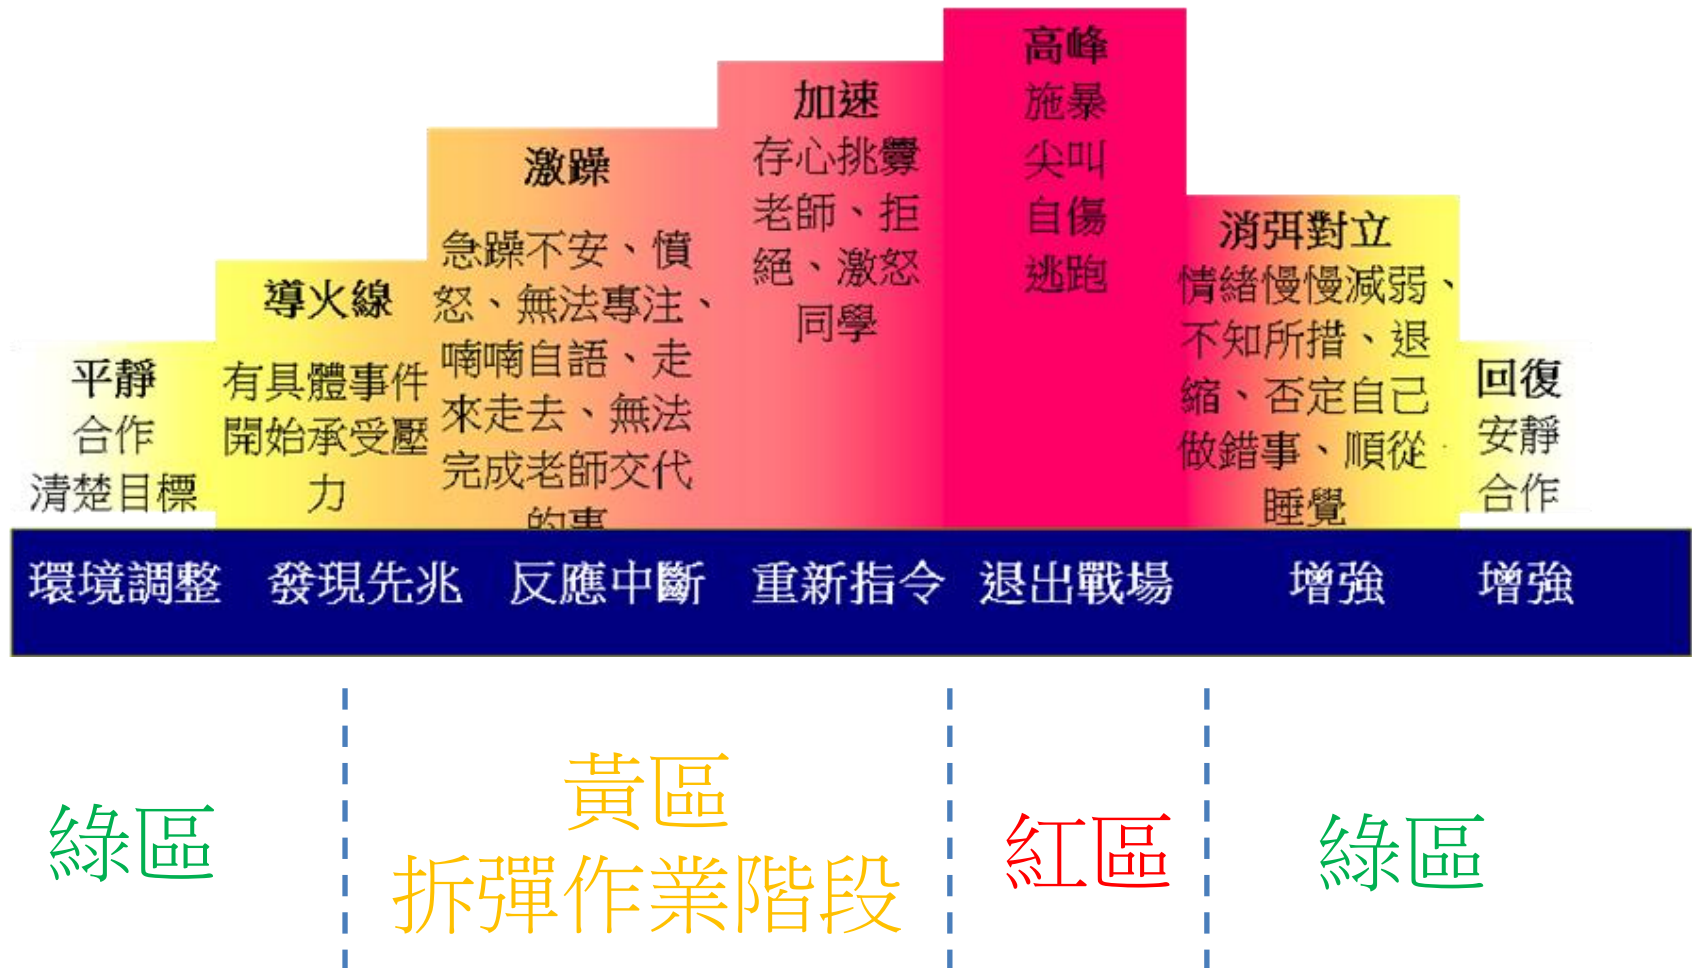 平靜
合作
清楚目標
導火線
有具體事件
開始承受壓
力
激躁
急躁不安、憤
怒、無法專注、
喃喃自語、走
來走去、無法
完成老師交代
的事
加速
存心挑釁
老師、拒
絕、激怒
同學
高峰
施暴
尖叫
自傷
逃跑
消弭對立
情緒慢慢減弱、
不知所措、退
縮、否定自己
做錯事、順從、
睡覺
回復
安靜
合作
環境調整 發現先兆 反應中斷 重新指令 退出戰場 增強 增強
綠區
黃區
拆彈作業階段
紅區
綠區